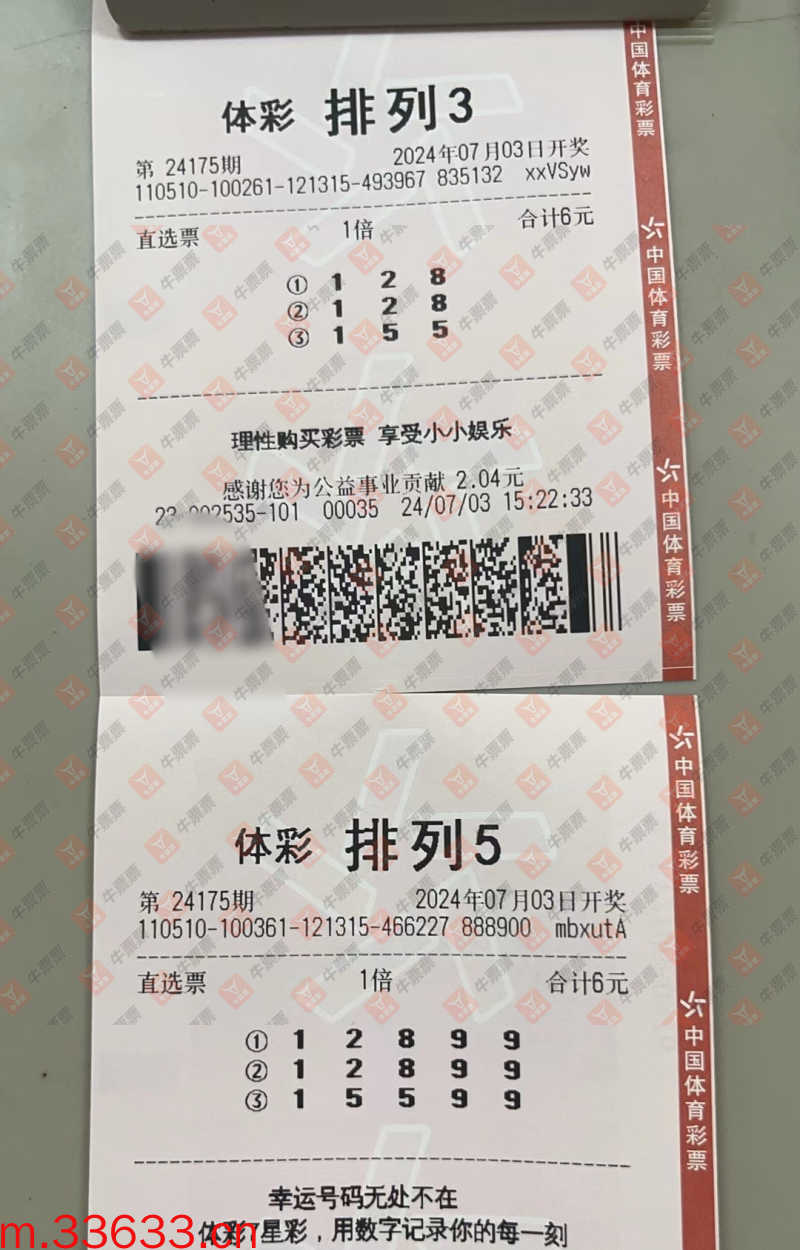 体彩 排列3
第 24175期 2024年07月03日开奖
110510-100261-121315-493967 835132 xxVSyw
直选票 1倍 合计6元
① 1 2 8
② 1 2 8
③ 1 5 5
理性购买彩票 享受小小娱乐
感谢您为公益事业贡献 2.04元
2535-101 00035 24/07/03 15:22:33
中国体育彩票
中国体育彩票
中国体育彩票
体彩 排列5
第 24175期 2024年07月03日开奖
110510-100361-121315-466227 888900 mbxutA
直选票 1倍 合计6元
① 1 2 8 9 9
② 1 2 8 9 9
③ 1 5 5 9 9
幸运号码无处不在
体彩7星彩，用数字记录你的每一刻
中国体育彩票
中国体育彩票
m.33633.cn
牛票票